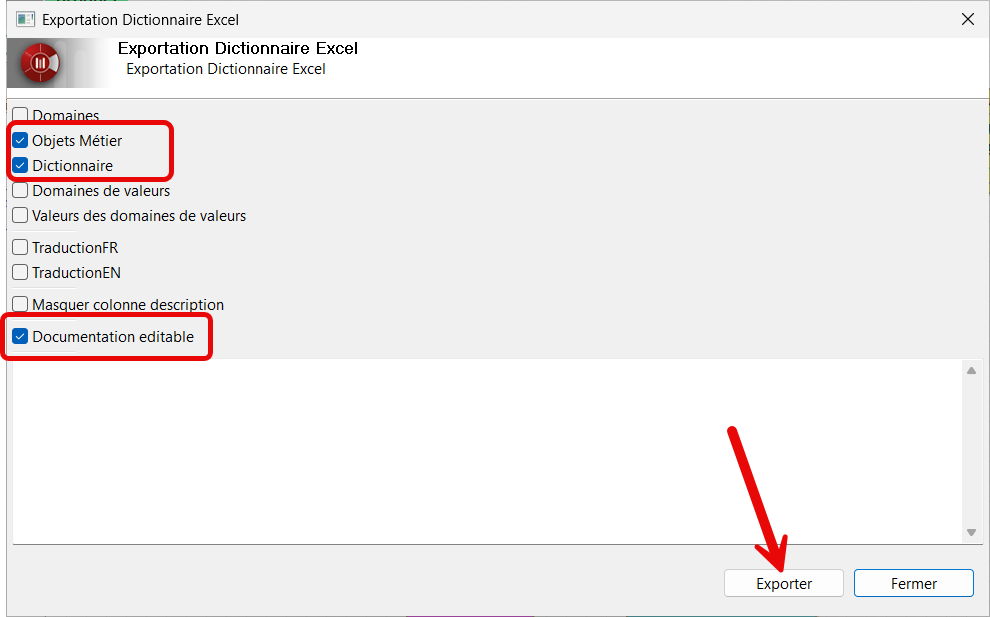 Exportation Dictionnaire Excel
Exportation Dictionnaire Excel
Exportation Dictionnaire Excel
Domaines
Objets Métier
Dictionnaire
Domaines de valeurs
Valeurs des domaines de valeurs
TraductionFR
TraductionEN
Masquer colonne description
Documentation editable
Exporter
Fermer